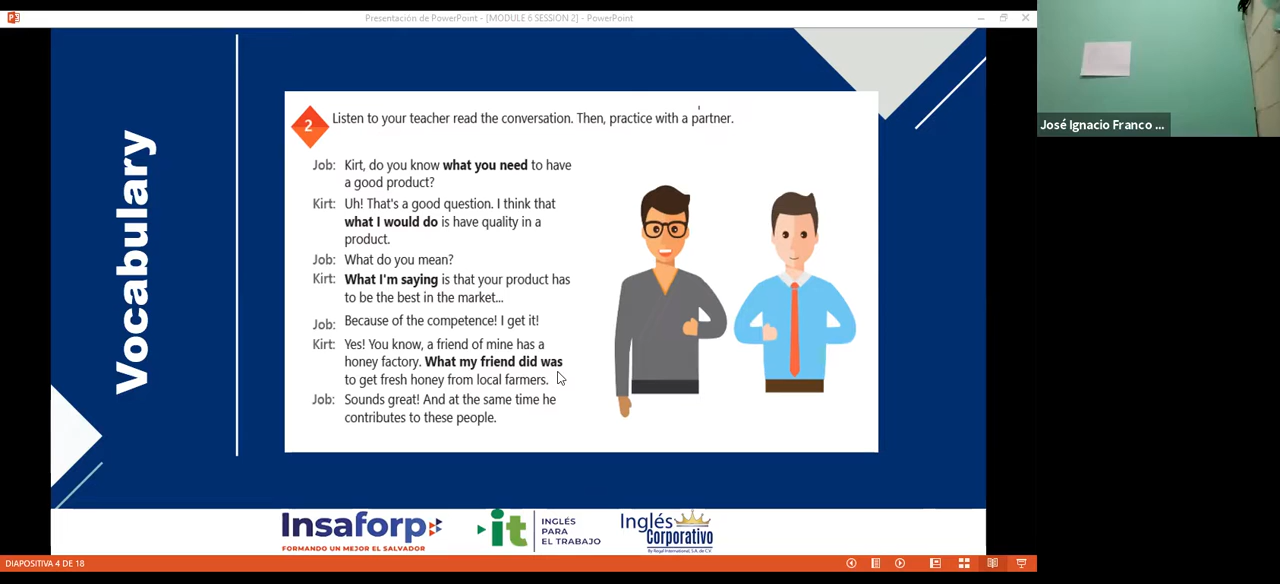 Presentación de PowerPoint - [MODULE 6 SESSION 2] - PowerPoint
José Ignacio Franco ...
Vocabulary
2
Listen to your teacher read the conversation. Then, practice with a partner.
Job: Kirt, do you know what you need to have
a good product?
Kirt: Uh! That's a good question. I think that
what I would do is have quality in a
product.
Job: What do you mean?
Kirt: What I'm saying is that your product has
to be the best in the market...
Job: Because of the competence! I get it!
Kirt: Yes! You know, a friend of mine has a
honey factory. What my friend did was
to get fresh honey from local farmers.
Job: Sounds great! And at the same time he
contributes to these people.
Insaforp
FORMANDO UN MEJOR EL SALVADOR
it
INGLÉS
PARA
EL TRABAJO
Inglés
Corporativo
By Regal International, S.A. de C.V.
DIAPOSITIVA 4 DE 18